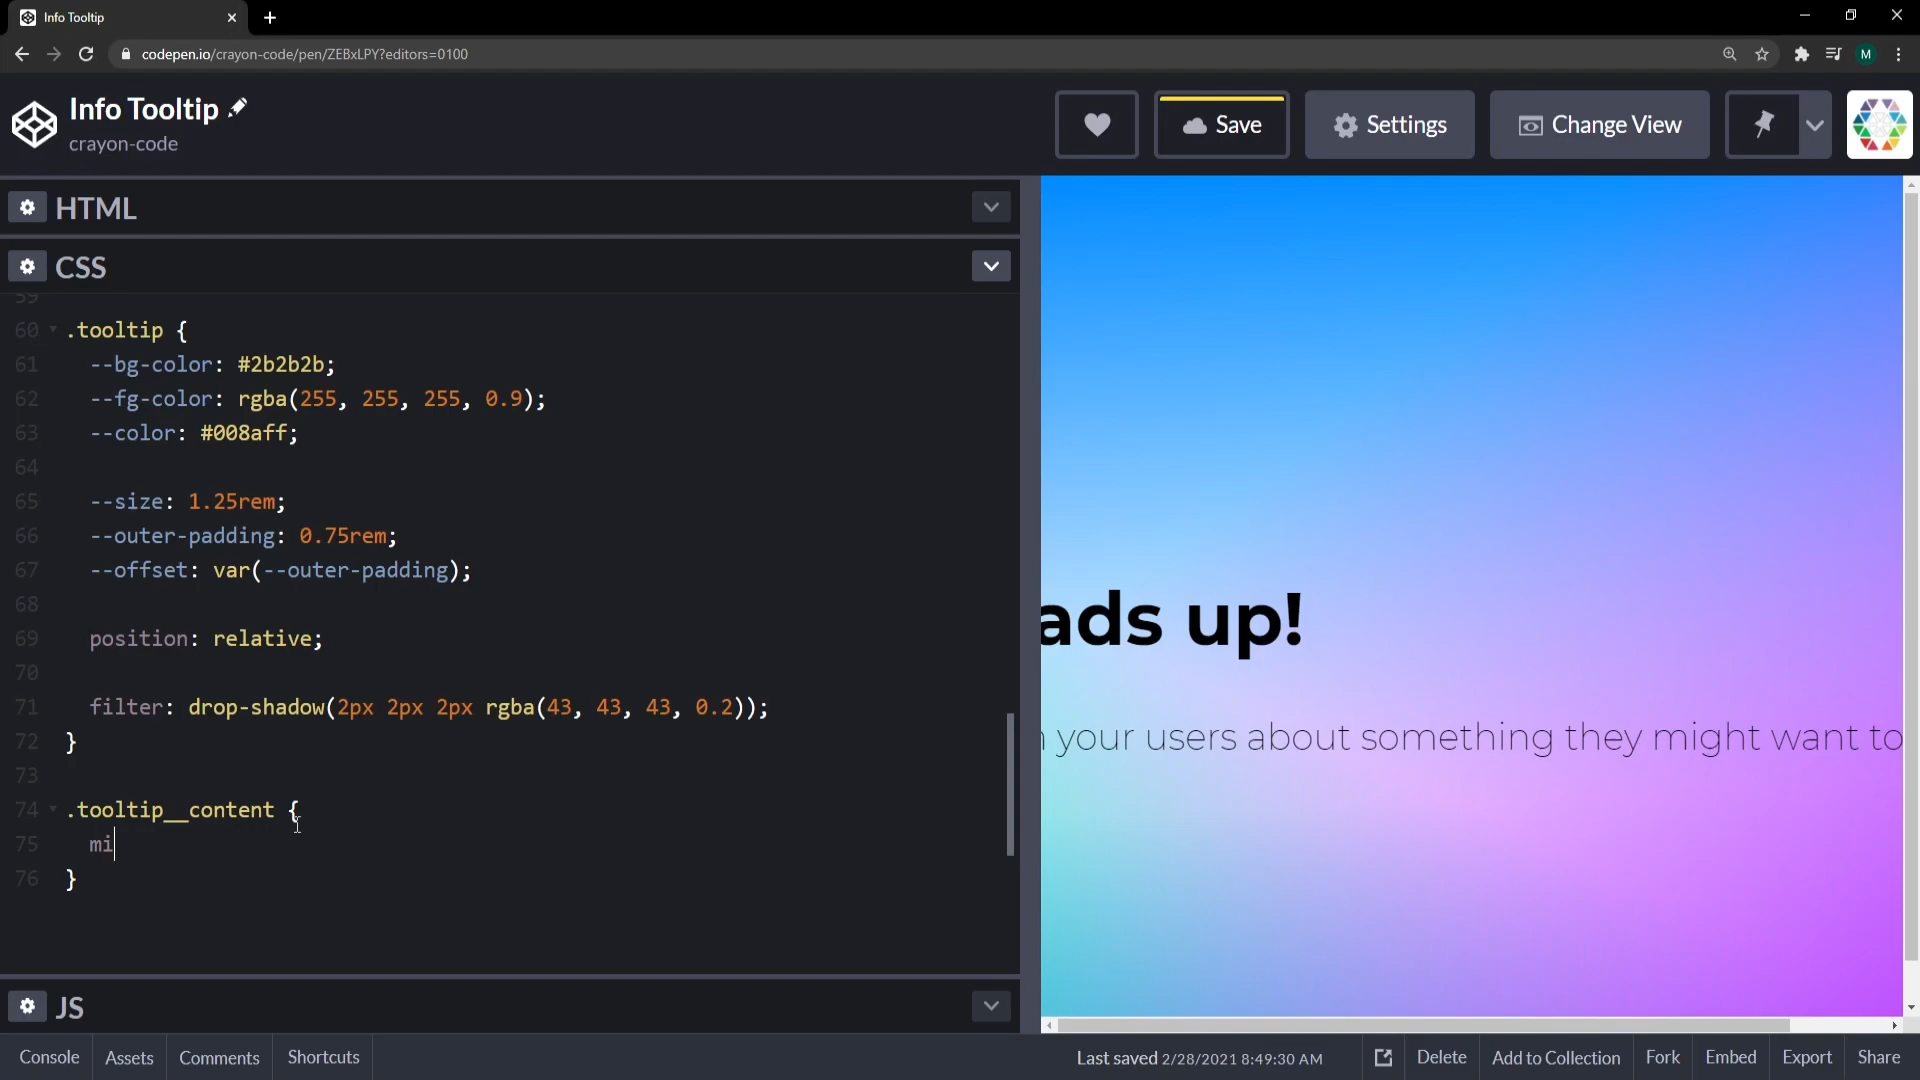 Info Tooltip
codepen.io/crayon-code/pen/ZEBxLPY?editors=0100
M
Info Tooltip
crayon-code
Save
Settings
Change View
HTML
CSS
59
60 .tooltip {
61 --bg-color: #2b2b2b;
62 --fg-color: rgba(255, 255, 255, 0.9);
63 --color: #008aff;
64
65 --size: 1.25rem;
66 --outer-padding: 0.75rem;
67 --offset: var(--outer-padding);
68
69 position: relative;
70
71 filter: drop-shadow(2px 2px 2px rgba(43, 43, 43, 0.2));
72 }
73
74 .tooltip__content {
75 mi
76 }
ads up!
your users about something they might want to
JS
Console Assets Comments Shortcuts
Last saved 2/28/2021 8:49:30 AM
Delete Add to Collection Fork Embed Export Share